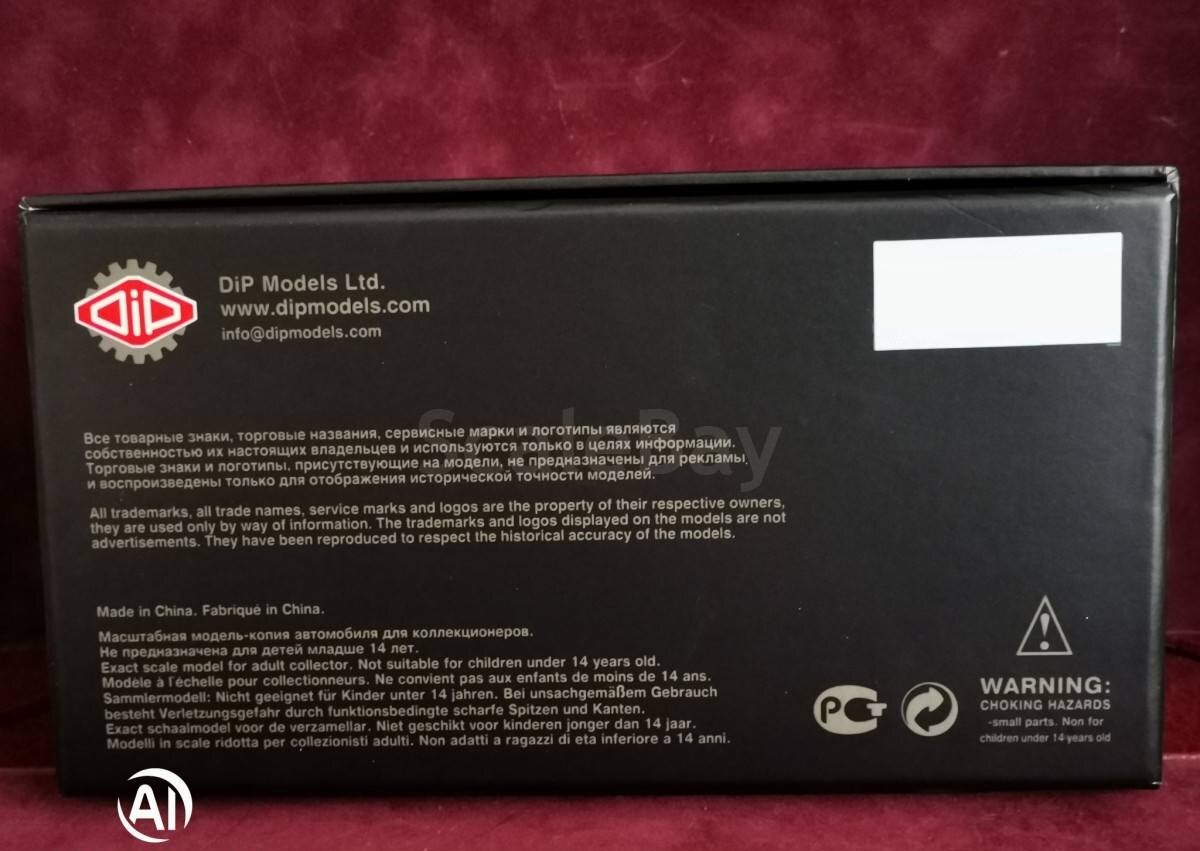 DiP
DiP Models Ltd.
www.dipmodels.com
info@dipmodels.com
Все товарные знаки, торговые названия, сервисные марки и логотипы являются
собственностью их настоящих владельцев и используются только в целях информации.
Торговые знаки и логотипы, присутствующие на модели, не предназначены для рекламы,
и воспроизведены только для отображения исторической точности моделей.
All trademarks, all trade names, service marks and logos are the property of their respective owners,
they are used only by way of information. The trademarks and logos displayed on the models are not
advertisements. They have been reproduced to respect the historical accuracy of the models.
Made in China. Fabriqué in China.
Масштабная модель-копия автомобиля для коллекционеров.
Не предназначена для детей младше 14 лет.
Exact scale model for adult collector. Not suitable for children under 14 years old.
Modèle à l'échelle pour collectionneurs. Ne convient pas aux enfants de moins de 14 ans.
Sammlermodell: Nicht geeignet für Kinder unter 14 jahren. Bei unsachgemäßem Gebrauch
besteht Verletzungsgefahr durch funktionsbedingte scharfe Spitzen und Kanten.
Exact schaalmodel voor de verzamellar. Niet geschikt voor kinderen jonger dan 14 jaar.
Modelli in scale ridotta per collezionisti adulti. Non adatti a ragazzi di eta inferiore a 14 anni.
РСТ
WARNING:
CHOKING HAZARDS
-small parts. Non for
children under 14 years old
AI